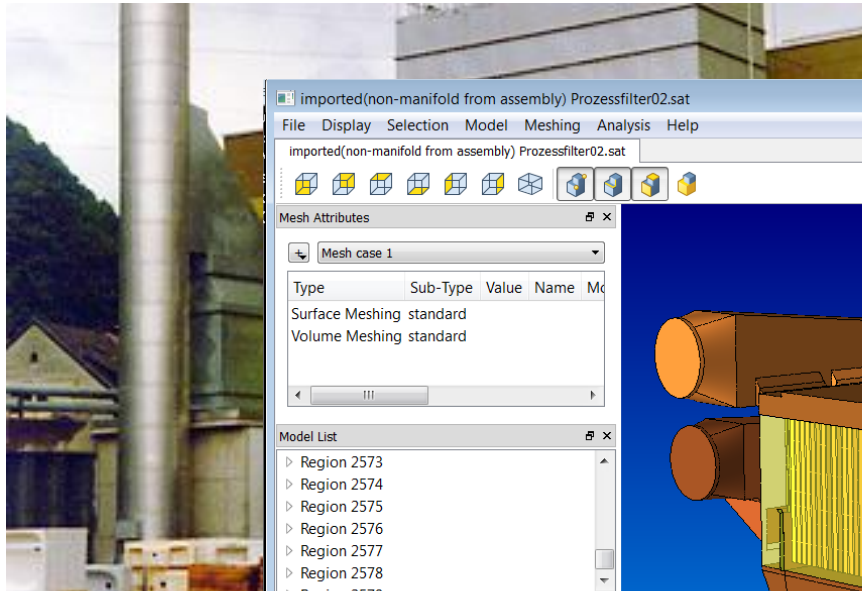 imported(non-manifold from assembly) Prozessfilter02.sat
File Display Selection Model Meshing Analysis Help
imported(non-manifold from assembly) Prozessfilter02.sat
Mesh Attributes
Mesh case 1
Type Sub-Type Value Name
Surface Meshing standard
Volume Meshing standard
Model List
Region 2573
Region 2574
Region 2575
Region 2576
Region 2577
Region 2578